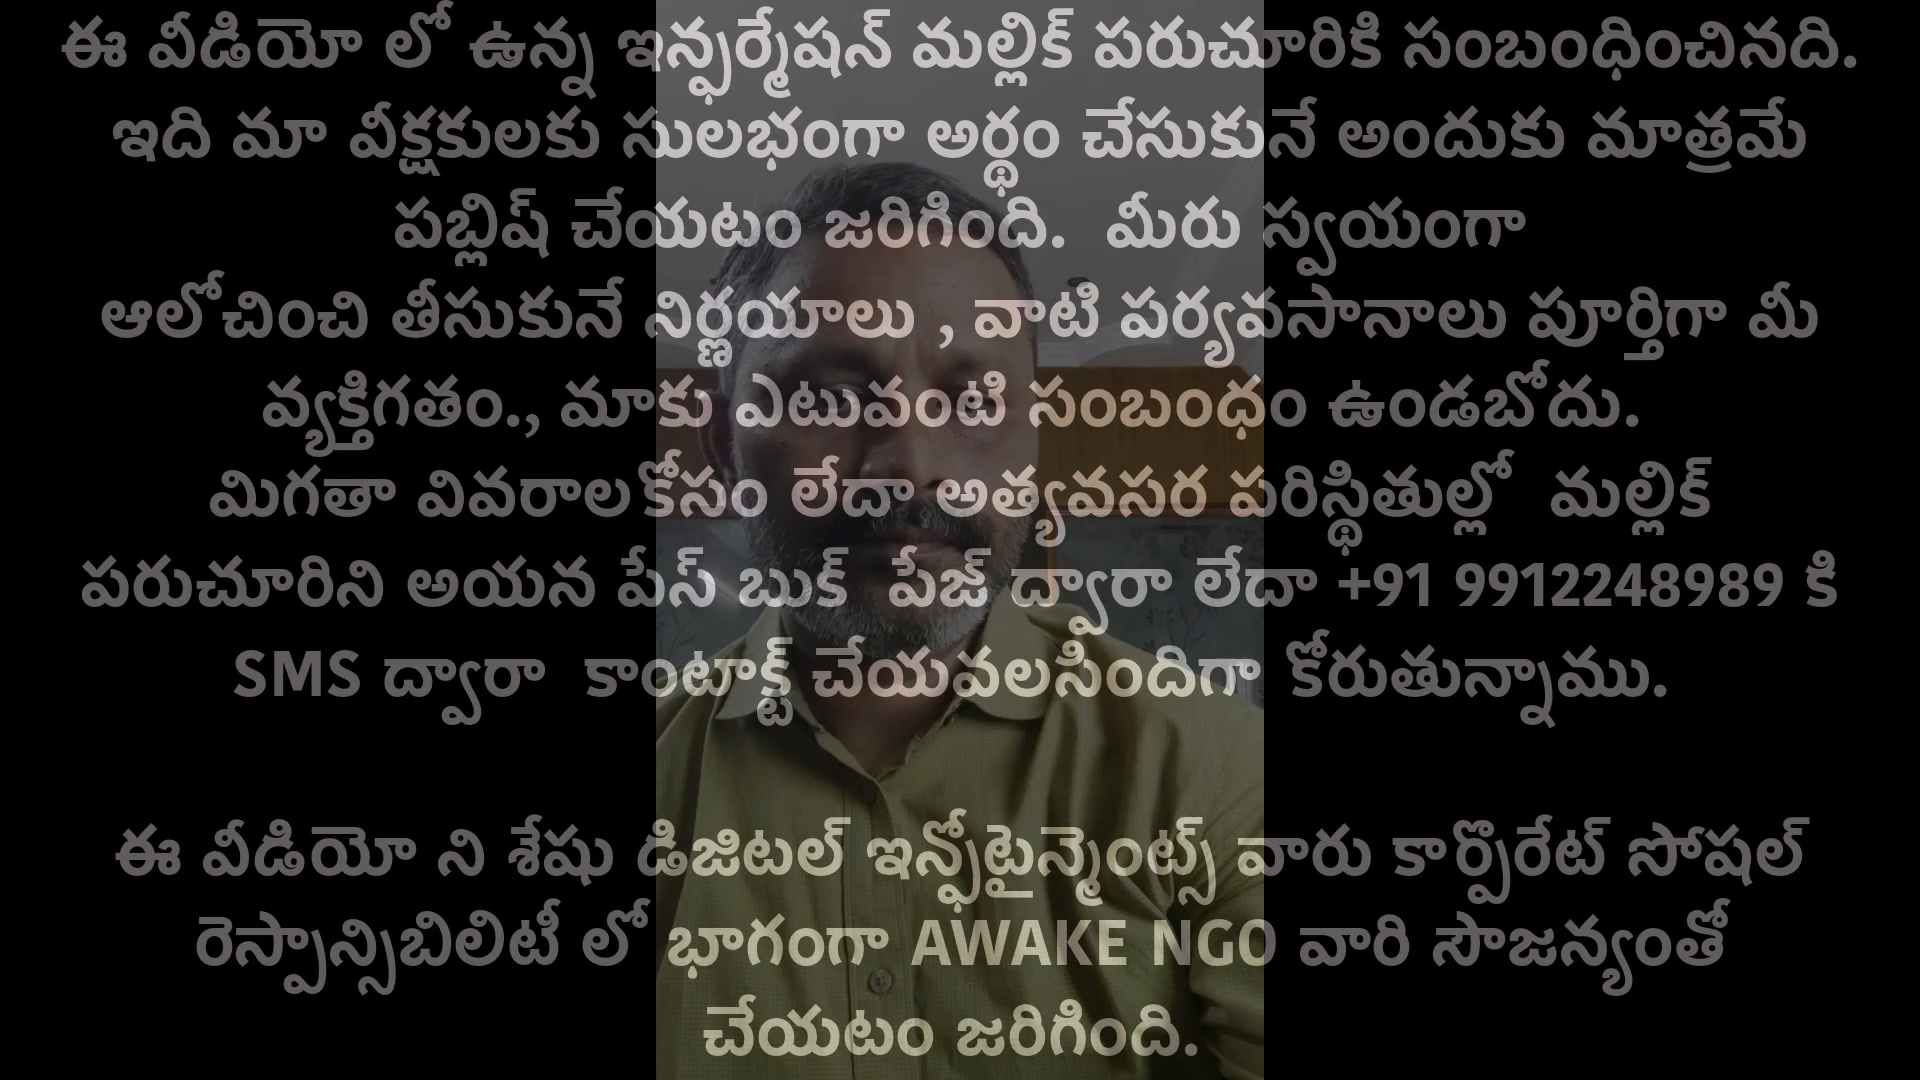 ఈ వీడియో లో ఉన్న ఇన్ఫర్మేషన్ మల్లిక్ పరుచూరికి సంబంధించినది.
ఇది మా వీక్షకులకు సులభంగా అర్థం చేసుకునే అందుకు మాత్రమే
పబ్లిష్ చేయటం జరిగింది. మీరు స్వయంగా
ఆలోచించి తీసుకునే నిర్ణయాలు , వాటి పర్యవసానాలు పూర్తిగా మీ
వ్యక్తిగతం., మాకు ఎటువంటి సంబంధం ఉండబోదు.
మిగతా వివరాలకోసం లేదా అత్యవసర పరిస్థితుల్లో మల్లిక్
పరుచూరిని అయన పేస్ బుక్ పేజ్ ద్వారా లేదా +91 9912248989 కి
SMS ద్వారా కాంటాక్ట్ చేయవలసిందిగా కోరుతున్నాము.
ఈ వీడియో ని శేషు డిజిటల్ ఇన్ఫోటైన్మెంట్స్ వారు కార్పొరేట్ సోషల్
రెస్పాన్సిబిలిటీ లో భాగంగా AWAKE NGO వారి సౌజన్యంతో
చేయటం జరిగింది.